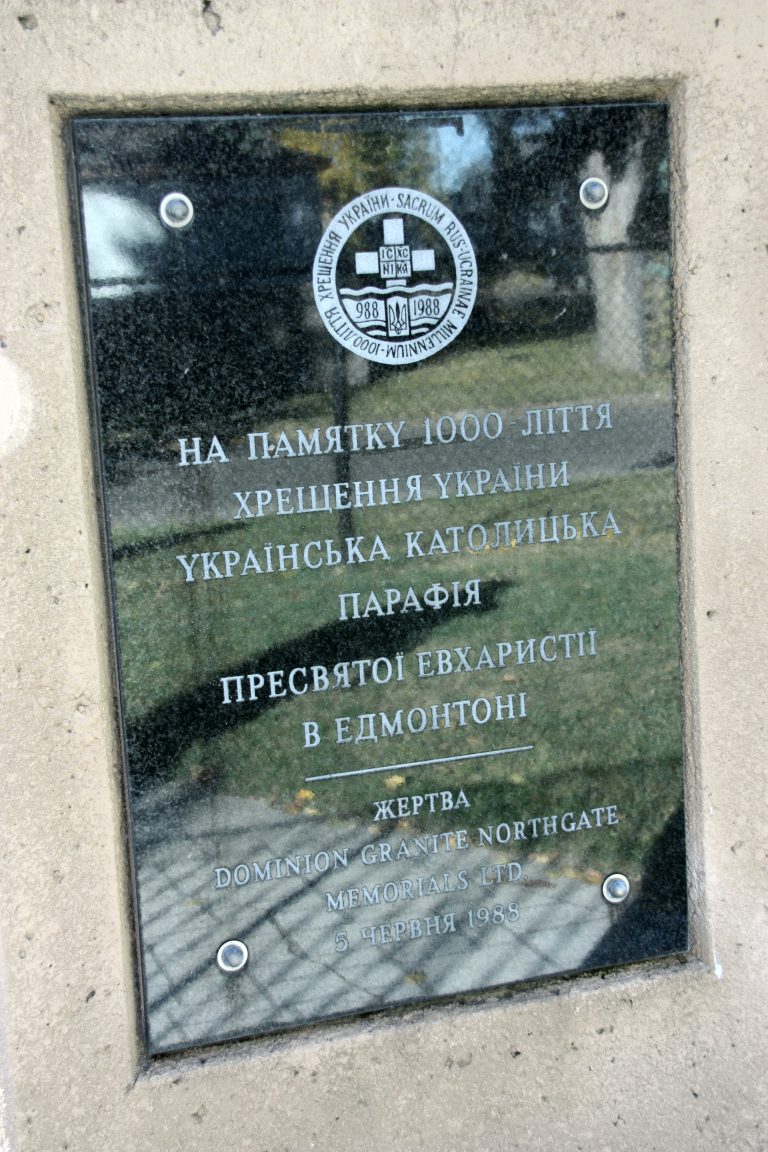 1000-ЛІТТЯ ХРЕЩЕННЯ УКРАЇНИ - SACRUM RUS'-UCRAINAE MILLENNIUM -
ІС ХС
НІ КА
988 1988
НА ПАМЯТКУ 1000-ЛІТТЯ
ХРЕЩЕННЯ УКРАЇНИ
УКРАЇНСЬКА КАТОЛИЦЬКА
ПАРАФІЯ
ПРЕСВЯТОЇ ЕВХАРИСТІЇ
В ЕДМОНТОНІ
ЖЕРТВА
DOMINION GRANITE NORTHGATE
MEMORIALS LTD.
5 ЧЕРВНЯ 1988